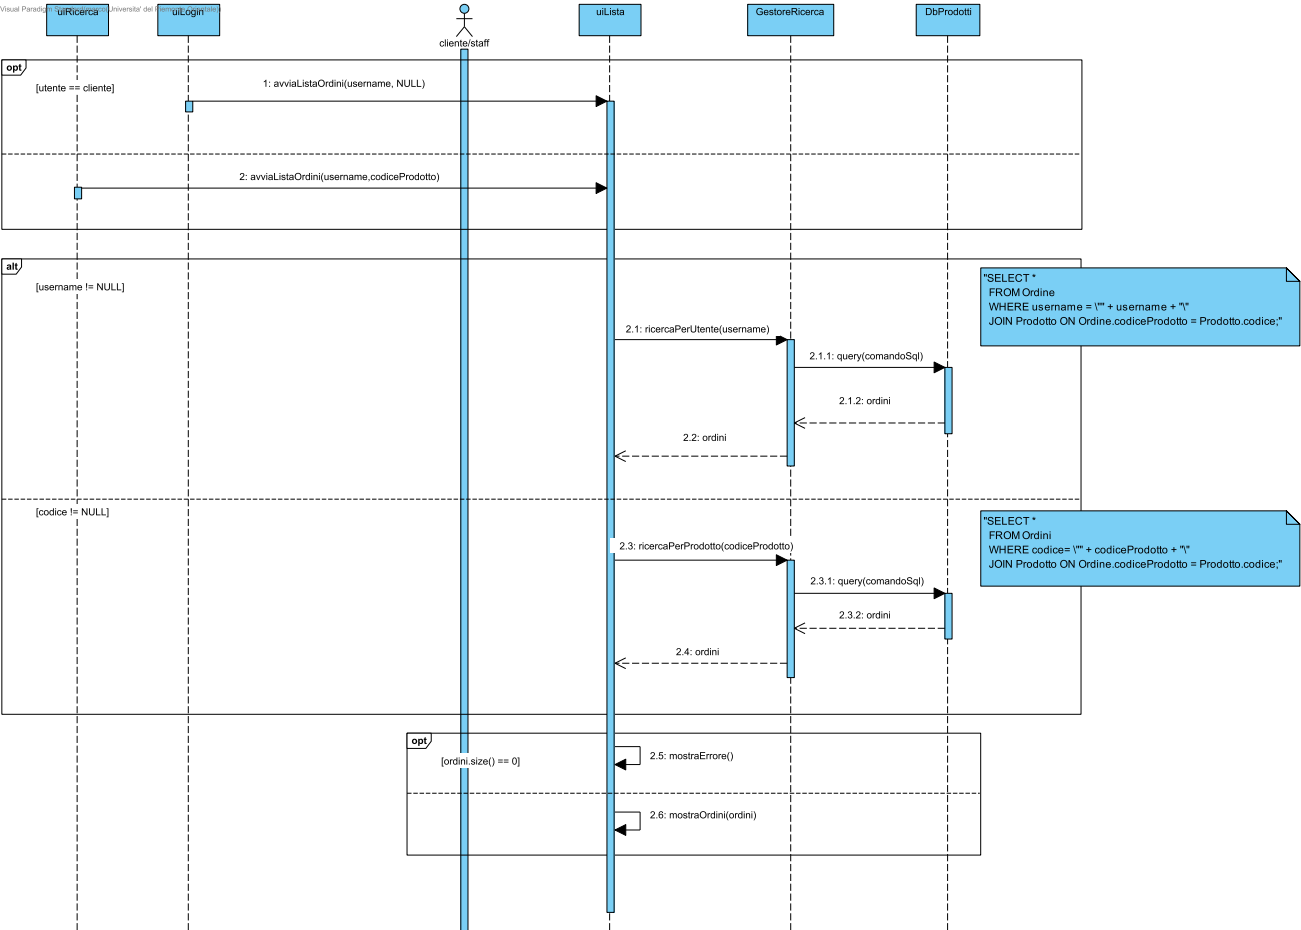 uiRicerca
uiLogin
cliente/staff
uiLista
GestoreRicerca
DbProdotti
opt
[utente == cliente]
1: avviaListaOrdini(username, NULL)
2: avviaListaOrdini(username,codiceProdotto)
alt
[username != NULL]
"SELECT *
FROM Ordine
WHERE username = \"" + username + "\"
JOIN Prodotto ON Ordine.codiceProdotto = Prodotto.codice;"
2.1: ricercaPerUtente(username)
2.1.1: query(comandoSql)
2.1.2: ordini
2.2: ordini
[codice != NULL]
"SELECT *
FROM Ordini
WHERE codice= \"" + codiceProdotto + "\"
JOIN Prodotto ON Ordine.codiceProdotto = Prodotto.codice;"
2.3: ricercaPerProdotto(codiceProdotto)
2.3.1: query(comandoSql)
2.3.2: ordini
2.4: ordini
opt
[ordini.size() == 0]
2.5: mostraErrore()
2.6: mostraOrdini(ordini)